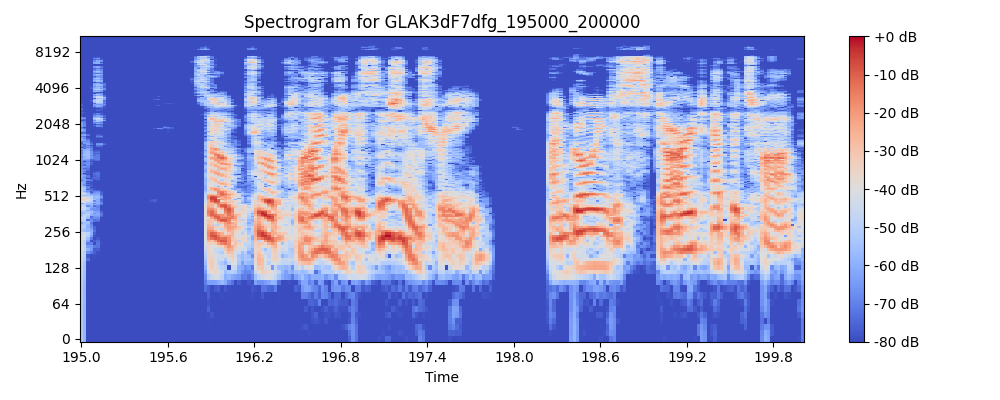 Spectrogram for GLAK3dF7dfg_195000_200000
8192
4096
2048
1024
512
256
128
64
0
Hz
195.0 195.6 196.2 196.8 197.4 198.0 198.6 199.2 199.8
Time
+0 dB
-10 dB
-20 dB
-30 dB
-40 dB
-50 dB
-60 dB
-70 dB
-80 dB